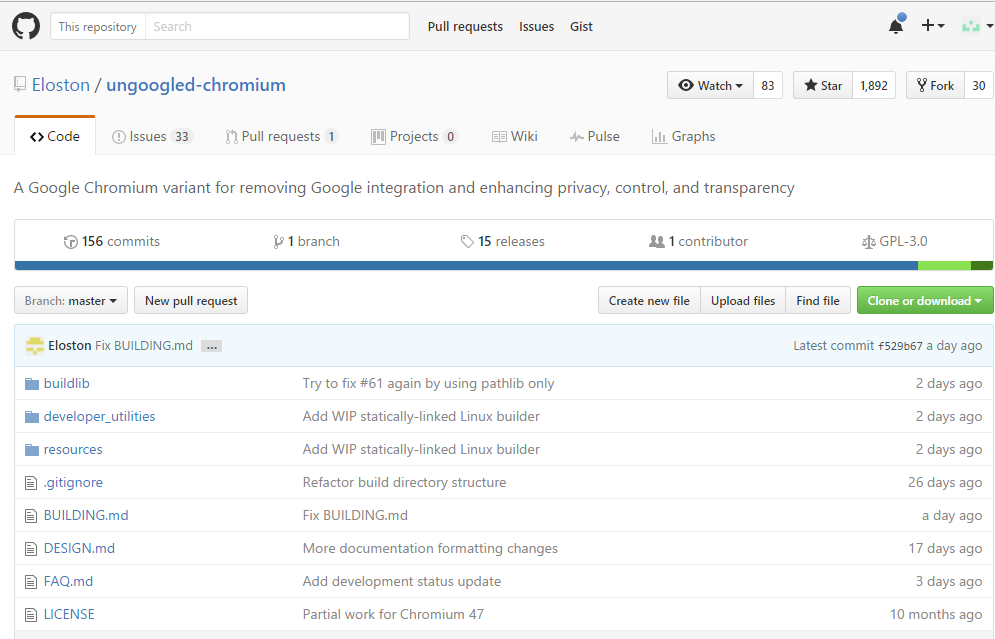 This repository Search Pull requests Issues Gist
Eloston / ungoogled-chromium Watch 83 Star 1,892 Fork 30
Code Issues 33 Pull requests 1 Projects 0 Wiki Pulse Graphs
A Google Chromium variant for removing Google integration and enhancing privacy, control, and transparency
156 commits 1 branch 15 releases 1 contributor GPL-3.0
Branch: master New pull request Create new file Upload files Find file Clone or download
Eloston Fix BUILDING.md ... Latest commit f529b67 a day ago
buildlib Try to fix #61 again by using pathlib only 2 days ago
developer_utilities Add WIP statically-linked Linux builder 2 days ago
resources Add WIP statically-linked Linux builder 2 days ago
.gitignore Refactor build directory structure 26 days ago
BUILDING.md Fix BUILDING.md a day ago
DESIGN.md More documentation formatting changes 17 days ago
FAQ.md Add development status update 3 days ago
LICENSE Partial work for Chromium 47 10 months ago